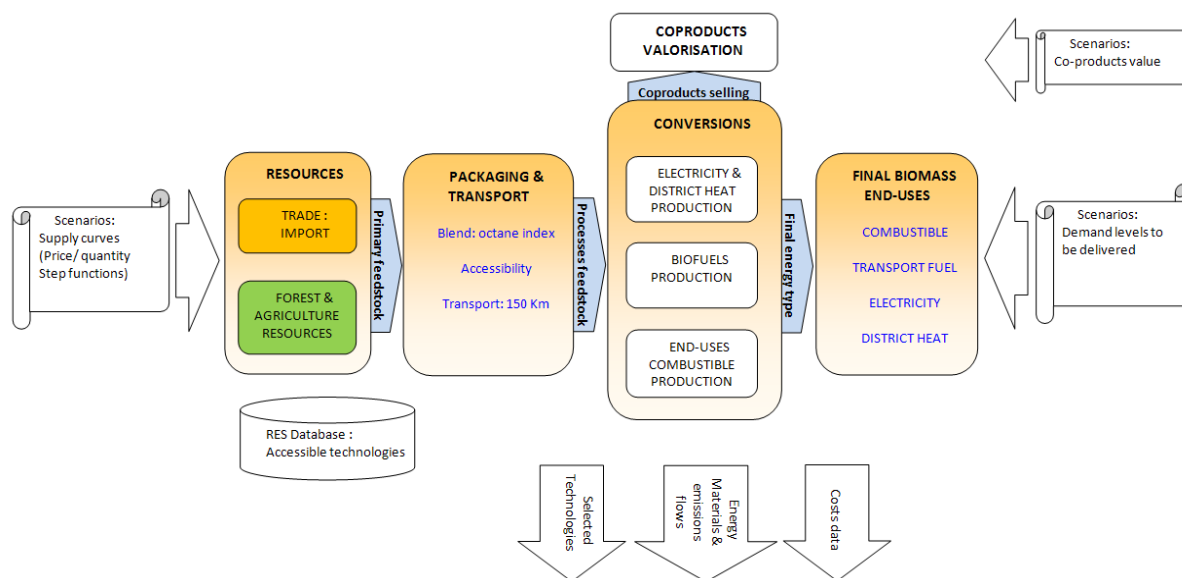 COPRODUCTS
VALORISATION
Scenarios:
Co-products value
Coproducts selling
CONVERSIONS
RESOURCES
PACKAGING &
TRANSPORT
FINAL BIOMASS
END-USES
Scenarios:
Supply curves
(Price/ quantity
Step functions)
TRADE :
IMPORT
FOREST &
AGRICULTURE
RESOURCES
Primary feedstock
Blend: octane index
Accessibility
Transport: 150 Km
Processes feedstock
ELECTRICITY &
DISTRICT HEAT
PRODUCTION
BIOFUELS
PRODUCTION
END-USES
COMBUSTIBLE
PRODUCTION
Final energy type
COMBUSTIBLE
TRANSPORT FUEL
ELECTRICITY
DISTRICT HEAT
Scenarios:
Demand levels to
be delivered
RES Database :
Accessible technologies
Selected
Technologies
Energy
Materials &
emissions
flows
Costs data